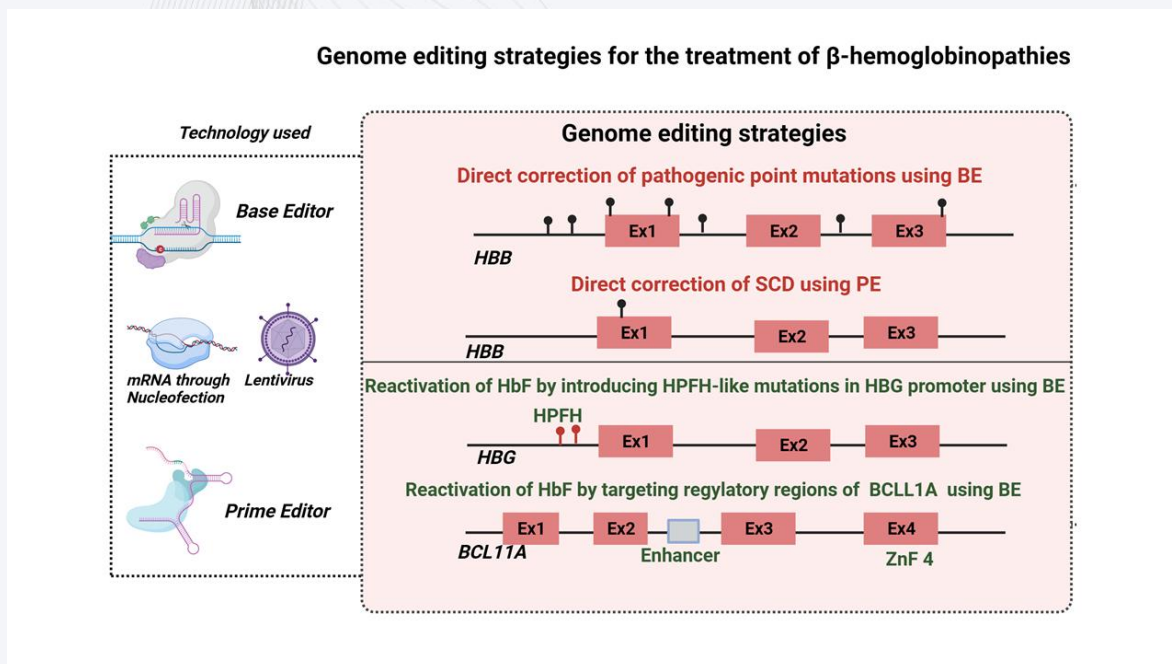 Genome editing strategies for the treatment of β-hemoglobinopathies
Technology used
Base Editor
mRNA through
Nucleofection
Lentivirus
Prime Editor
Genome editing strategies
Direct correction of pathogenic point mutations using BE
Ex1 Ex2 Ex3
HBB
Direct correction of SCD using PE
Ex1 Ex2 Ex3
HBB
Reactivation of HbF by introducing HPFH-like mutations in HBG promoter using BE
HPFH
Ex1 Ex2 Ex3
HBG
Reactivation of HbF by targeting regylatory regions of BCLL1A using BE
Ex1 Ex2 Ex3 Ex4
BCL11A
Enhancer
ZnF 4